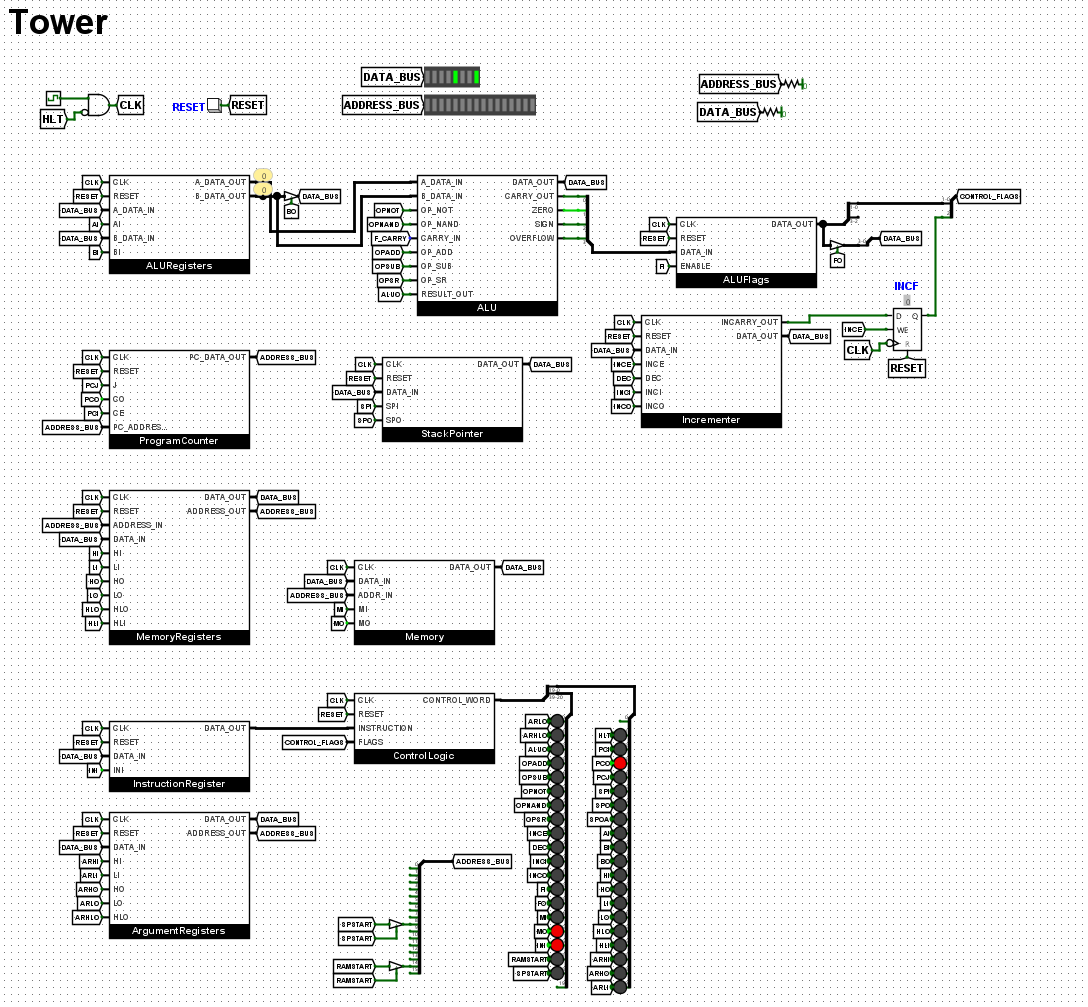 Tower
DATA_BUS
ADDRESS_BUS
CLK
HLT
RESET
RESET
ADDRESS_BUS
DATA_BUS
CLK
RESET
DATA_BUS
AI
DATA_BUS
BI
CLK
RESET
A_DATA_IN
AI
B_DATA_IN
BI
A_DATA_OUT
B_DATA_OUT
ALURegisters
0
0
DATA_BUS
BO
OPNOT
OPNAND
F_CARRY
OPADD
OPSUB
OPSR
ALUO
A_DATA_IN
B_DATA_IN
OP_NOT
OP_NAND
CARRY_IN
OP_ADD
OP_SUB
OP_SR
RESULT_OUT
DATA_OUT
CARRY_OUT
ZERO
SIGN
OVERFLOW
ALU
DATA_BUS
CLK
RESET
FI
CLK
RESET
DATA_IN
ENABLE
DATA_OUT
ALUFlags
CONTROL_FLAGS
DATA_BUS
FO
INCF
0
D Q
WE
R
INCE
CLK
RESET
CLK
RESET
DATA_BUS
INCE
DEC
INCI
INCO
CLK
RESET
DATA_IN
INCE
DEC
INCI
INCO
INCARRY_OUT
DATA_OUT
Incrementer
DATA_BUS
CLK
RESET
PCJ
PCO
PCI
ADDRESS_BUS
CLK
RESET
J
CO
CE
PC_ADDRES...
PC_DATA_OUT
ProgramCounter
ADDRESS_BUS
CLK
RESET
DATA_BUS
SPI
SPO
CLK
RESET
DATA_IN
SPI
SPO
DATA_OUT
StackPointer
DATA_BUS
CLK
RESET
ADDRESS_BUS
DATA_BUS
HI
LI
HO
LO
HLO
HLI
CLK
RESET
ADDRESS_IN
DATA_IN
HI
LI
HO
LO
HLO
HLI
DATA_OUT
ADDRESS_OUT
MemoryRegisters
DATA_BUS
ADDRESS_BUS
CLK
DATA_BUS
ADDRESS_BUS
MI
MO
CLK
DATA_IN
ADDR_IN
MI
MO
DATA_OUT
Memory
DATA_BUS
CLK
RESET
DATA_BUS
INI
CLK
RESET
DATA_IN
INI
DATA_OUT
InstructionRegister
CLK
RESET
CONTROL_FLAGS
CLK
RESET
INSTRUCTION
FLAGS
CONTROL_WORD
ControlLogic
CLK
RESET
DATA_BUS
ARHI
ARLI
ARHO
ARLO
ARHLO
CLK
RESET
DATA_IN
HI
LI
HO
LO
HLO
DATA_OUT
ADDRESS_OUT
ArgumentRegisters
DATA_BUS
ADDRESS_BUS
ADDRESS_BUS
SPSTART
SPSTART
RAMSTART
RAMSTART
ARLO
ARHLO
ALUO
OPADD
OPSUB
OPNOT
OPNAND
OPSR
INCE
DEC
INCI
INCO
FI
FO
MI
MO
INI
RAMSTART
SPSTART
HLT
PCI
PCO
PCJ
SPI
SPO
SPOA
AI
BI
BO
HI
HO
LI
LO
HLO
HLI
ARHI
ARHO
ARLI